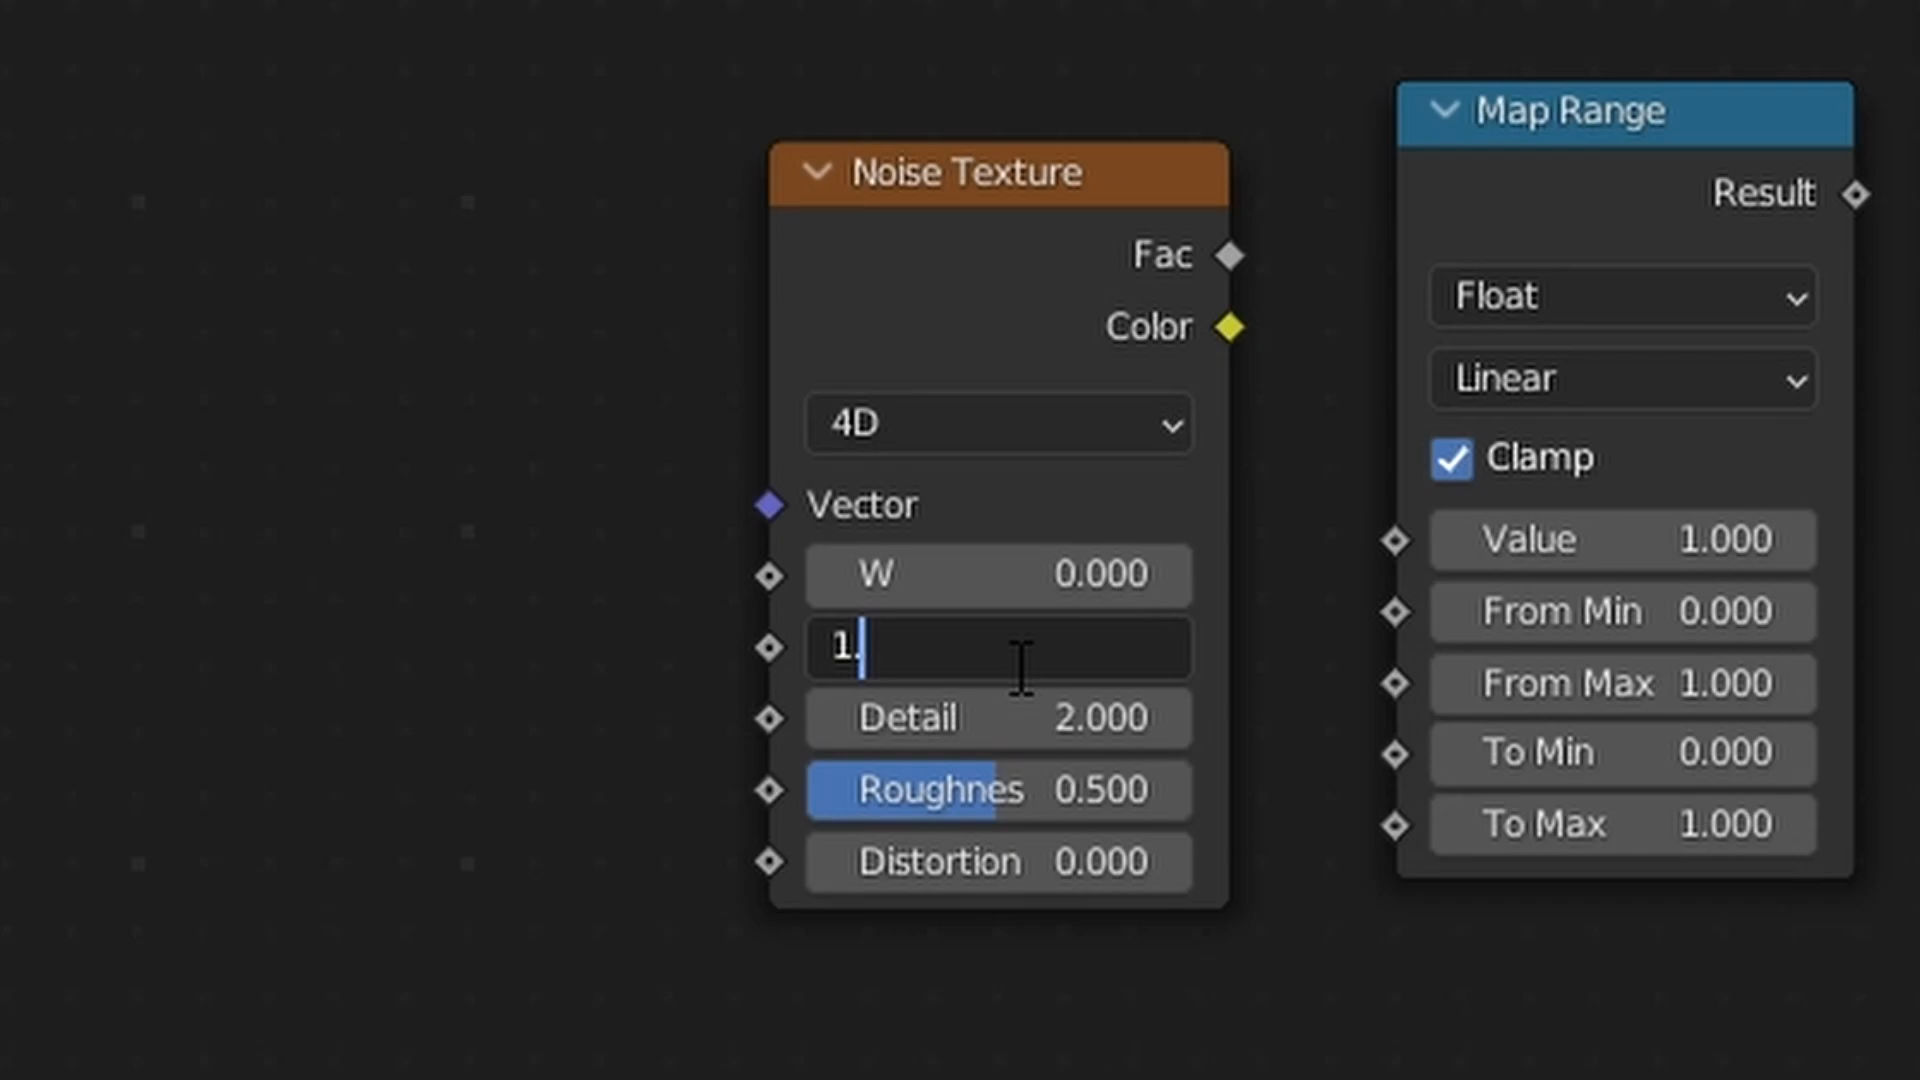 Noise Texture
Fac
Color
4D
Vector
W 0.000
1.
Detail 2.000
Roughnes 0.500
Distortion 0.000
Map Range
Result
Float
Linear
Clamp
Value 1.000
From Min 0.000
From Max 1.000
To Min 0.000
To Max 1.000